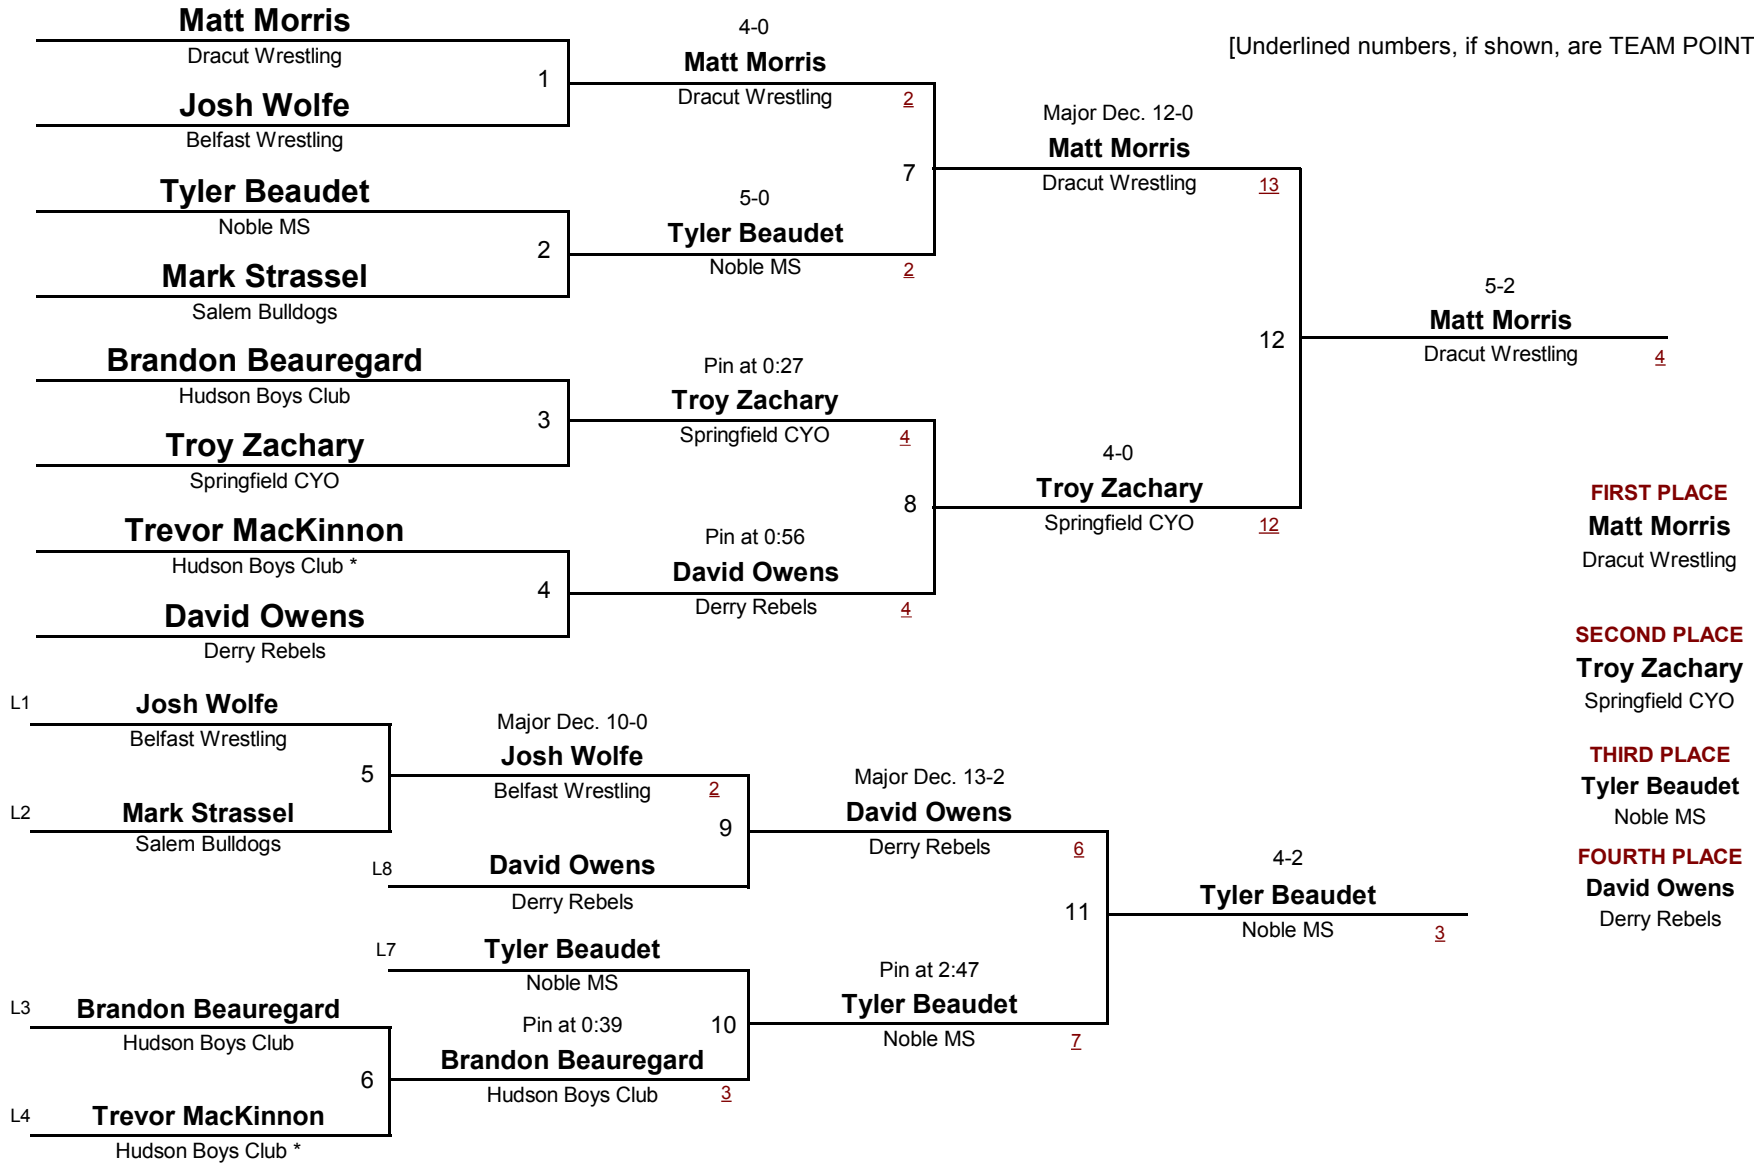 [Underlined numbers, if shown, are TEAM POINT
Matt Morris
Dracut Wrestling
1
Josh Wolfe
Belfast Wrestling
Tyler Beaudet
Noble MS
2
Mark Strassel
Salem Bulldogs
Brandon Beauregard
Hudson Boys Club
3
Troy Zachary
Springfield CYO
Trevor MacKinnon
Hudson Boys Club *
4
David Owens
Derry Rebels
4-0
Matt Morris
Dracut Wrestling 2
7
5-0
Tyler Beaudet
Noble MS 2
Pin at 0:27
Troy Zachary
Springfield CYO 4
8
Pin at 0:56
David Owens
Derry Rebels 4
Major Dec. 12-0
Matt Morris
Dracut Wrestling 13
12
4-0
Troy Zachary
Springfield CYO 12
5-2
Matt Morris
Dracut Wrestling 4
L1 Josh Wolfe
Belfast Wrestling
5
L2 Mark Strassel
Salem Bulldogs
L3 Brandon Beauregard
Hudson Boys Club
6
L4 Trevor MacKinnon
Hudson Boys Club *
Major Dec. 10-0
Josh Wolfe
Belfast Wrestling 2
9
L8 David Owens
Derry Rebels
L7 Tyler Beaudet
Noble MS
Pin at 0:39 10
Brandon Beauregard
Hudson Boys Club 3
Major Dec. 13-2
David Owens
Derry Rebels 6
11
Pin at 2:47
Tyler Beaudet
Noble MS 7
4-2
Tyler Beaudet
Noble MS 3
FIRST PLACE
Matt Morris
Dracut Wrestling
SECOND PLACE
Troy Zachary
Springfield CYO
THIRD PLACE
Tyler Beaudet
Noble MS
FOURTH PLACE
David Owens
Derry Rebels